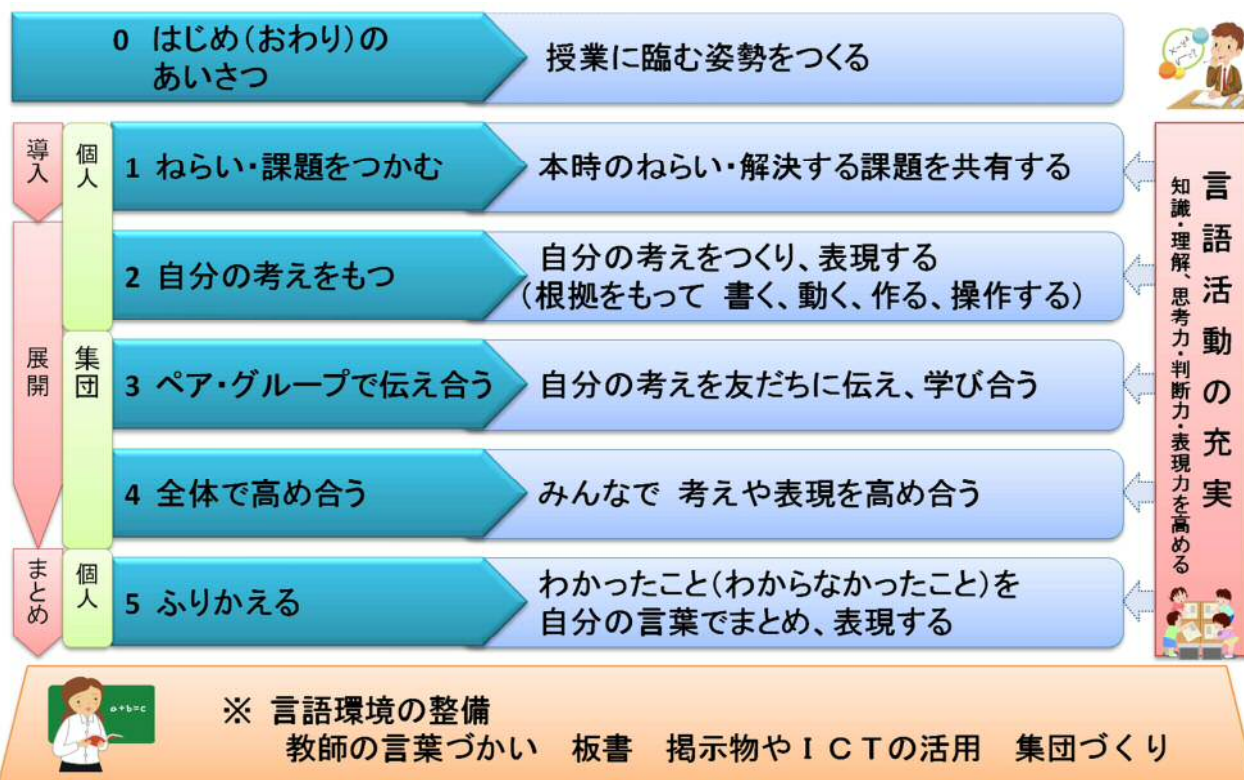 0 はじめ(おわり)の
あいさつ
授業に臨む姿勢をつくる
導入
個人
1 ねらい・課題をつかむ
本時のねらい・解決する課題を共有する
2 自分の考えをもつ
自分の考えをつくり、表現する
(根拠をもって 書く、動く、作る、操作する)
展開
集団
3 ペア・グループで伝え合う
自分の考えを友だちに伝え、学び合う
4 全体で高め合う
みんなで 考えや表現を高め合う
まとめ
個人
5 ふりかえる
わかったこと(わからなかったこと)を
自分の言葉でまとめ、表現する
言語活動の充実
知識・理解、思考力・判断力・表現力を高める
a+b=c
※ 言語環境の整備
教師の言葉づかい 板書 掲示物やICTの活用 集団づくり